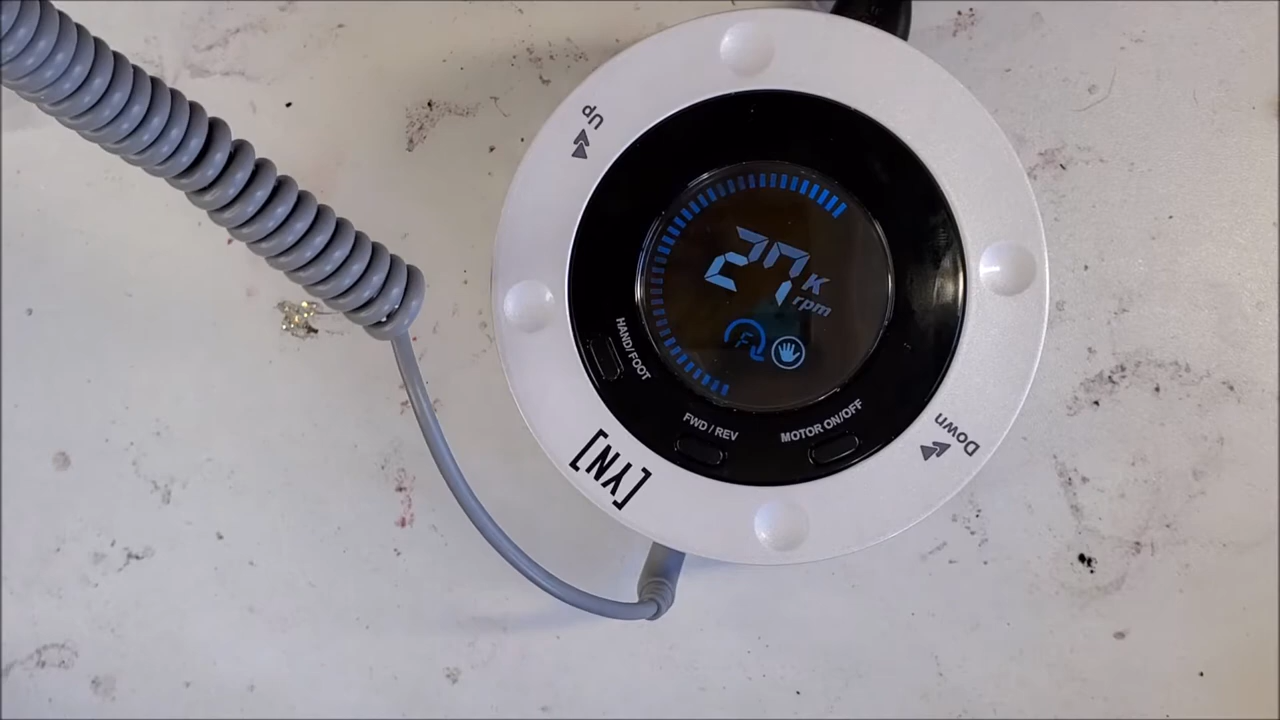 Up
27 K
rpm
F
HAND/FOOT
FWD / REV
MOTOR ON/OFF
Down
[YN]